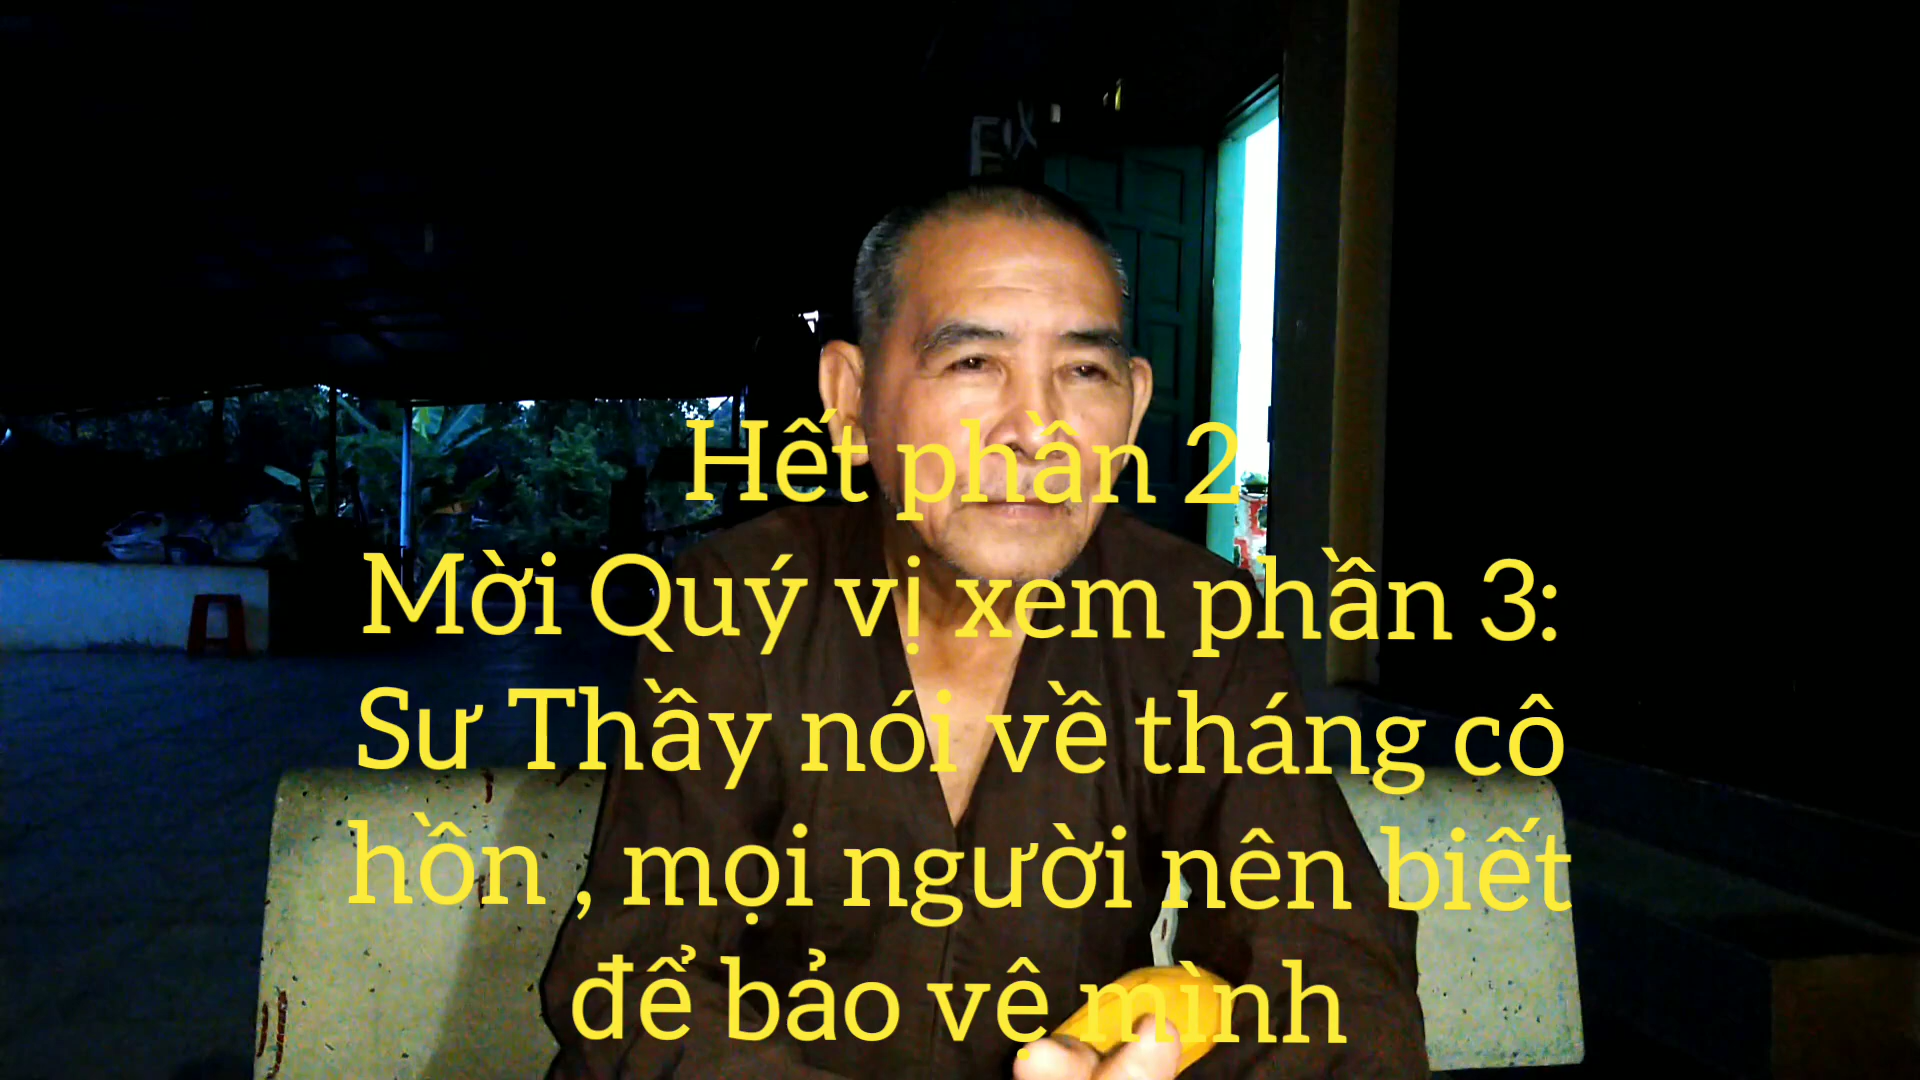 Hết phần 2
Mời Quý vị xem phần 3:
Sư Thầy nói về tháng cô
hồn , mọi người nên biết
để bảo vệ mình